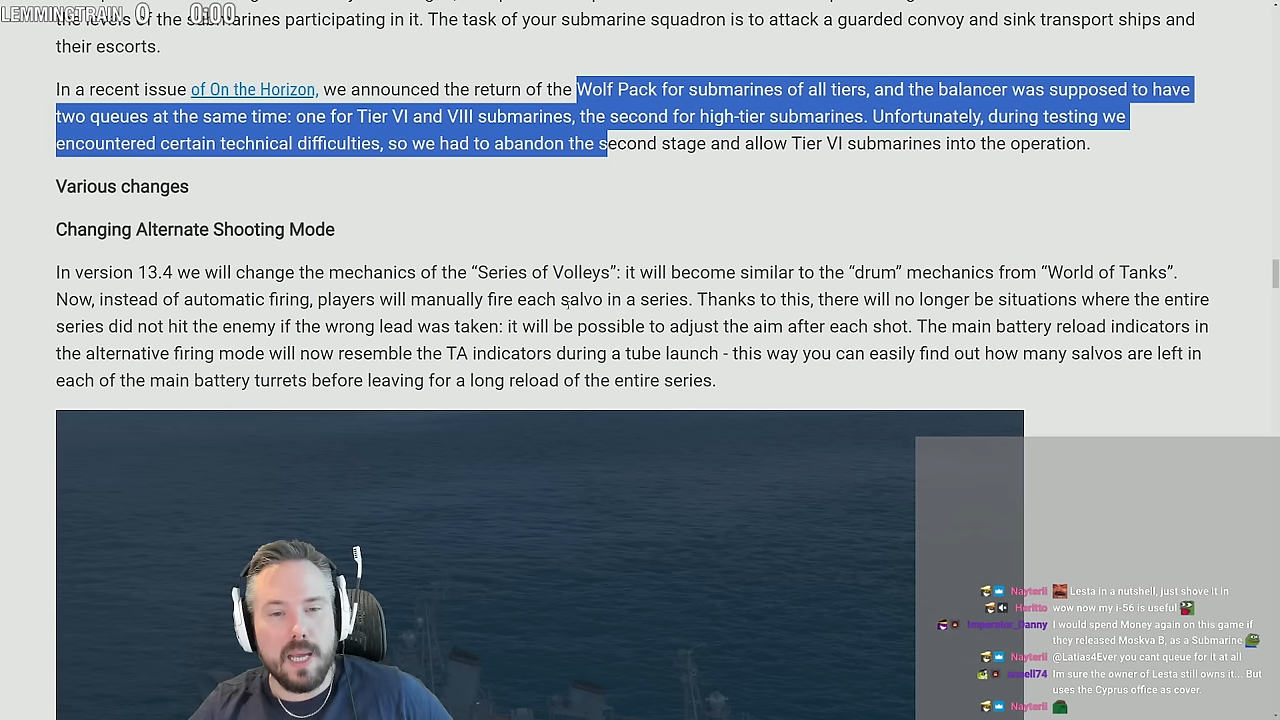 LEMMINGTRAIN 0 0:00
submarines participating in it. The task of your submarine squadron is to attack a guarded convoy and sink transport ships and
their escorts.
In a recent issue of On the Horizon, we announced the return of the Wolf Pack for submarines of all tiers, and the balancer was supposed to have
two queues at the same time: one for Tier VI and VIII submarines, the second for high-tier submarines. Unfortunately, during testing we
encountered certain technical difficulties, so we had to abandon the second stage and allow Tier VI submarines into the operation.
Various changes
Changing Alternate Shooting Mode
In version 13.4 we will change the mechanics of the “Series of Volleys”: it will become similar to the “drum” mechanics from “World of Tanks”.
Now, instead of automatic firing, players will manually fire each salvo in a series. Thanks to this, there will no longer be situations where the entire
series did not hit the enemy if the wrong lead was taken: it will be possible to adjust the aim after each shot. The main battery reload indicators in
the alternative firing mode will now resemble the TA indicators during a tube launch - this way you can easily find out how many salvos are left in
each of the main battery turrets before leaving for a long reload of the entire series.
Nayterii Lesta in a nutshell, just shove it in
Horitto wow now my i-56 is useful
Imperator_Danny I would spend Money again on this game if
they released Moskva B, as a Submarine
Nayterii @Latias4Ever you cant queue for it at all
Im sure the owner of Lesta still owns it... But
uses the Cyprus office as cover.
Nayterii